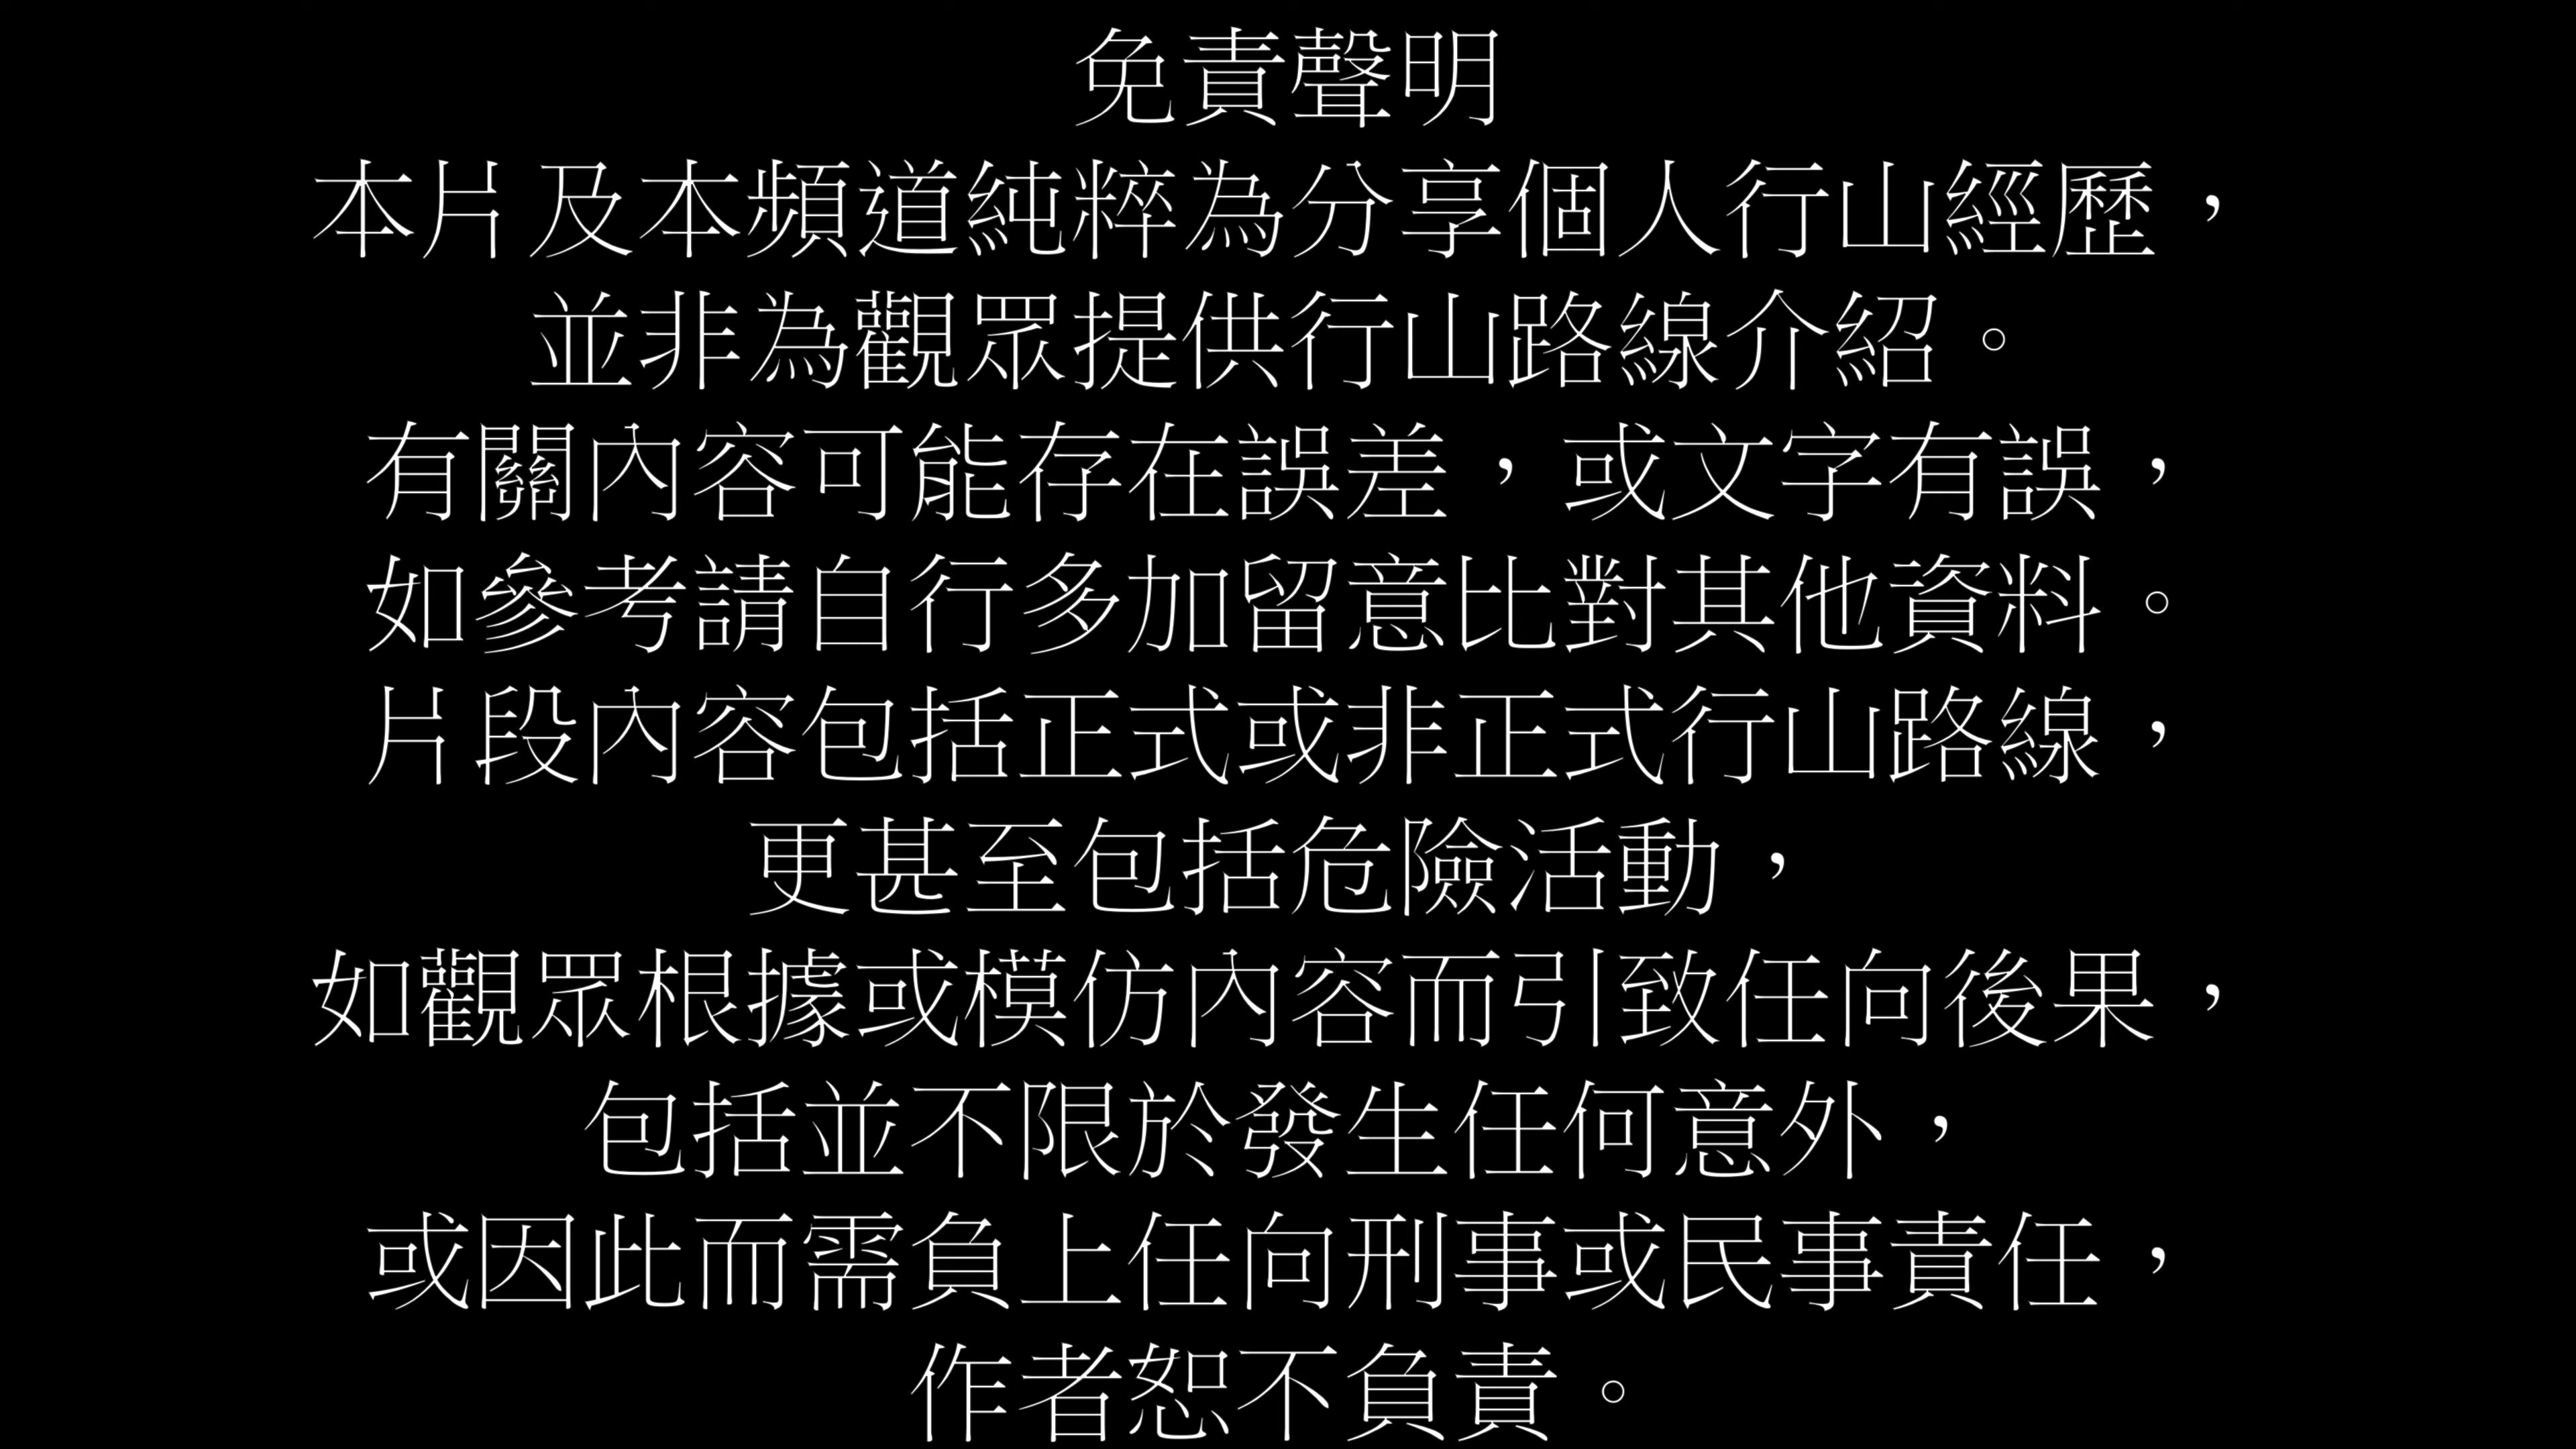 免責聲明
本片及本頻道純粹為分享個人行山經歷，
並非為觀眾提供行山路線介紹。
有關內容可能存在誤差，或文字有誤，
如參考請自行多加留意比對其他資料。
片段內容包括正式或非正式行山路線，
更甚至包括危險活動，
如觀眾根據或模仿內容而引致任向後果，
包括並不限於發生任何意外，
或因此而需負上任向刑事或民事責任，
作者恕不負責。